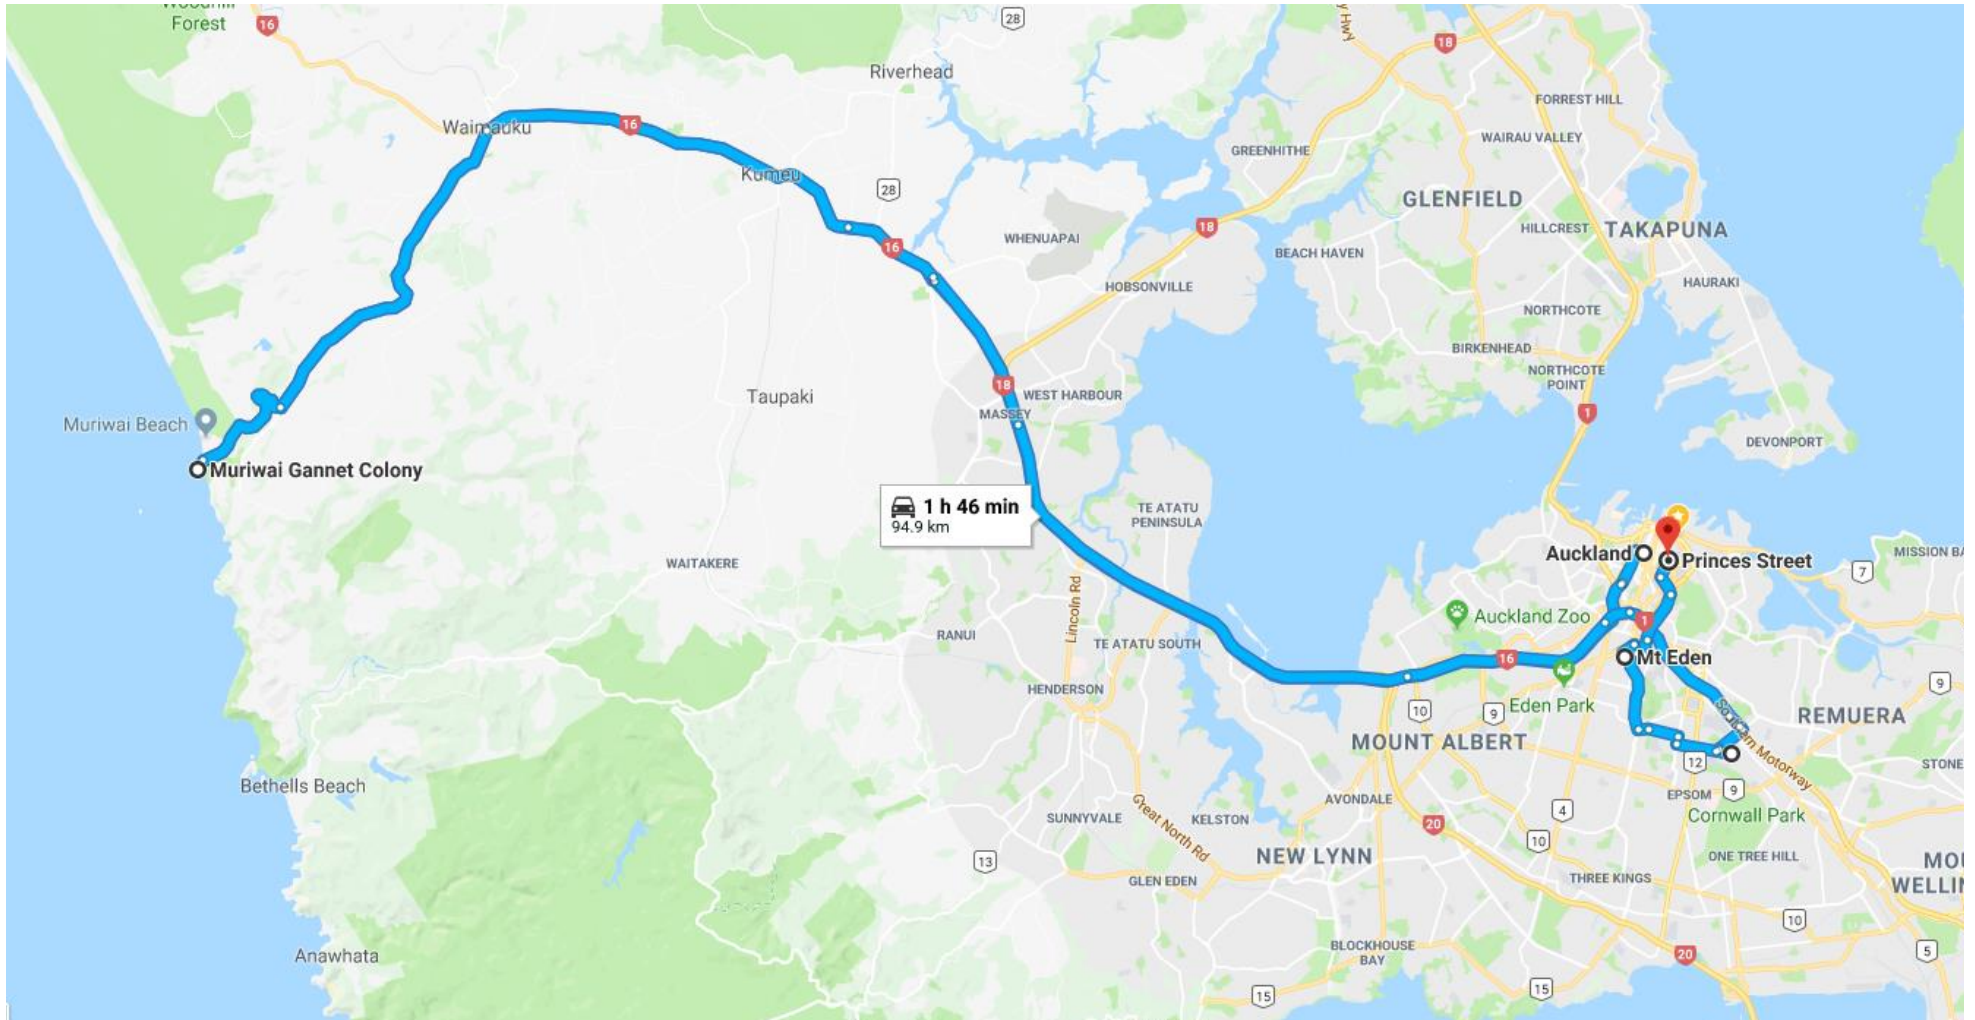 Woodhill
Forest
16
28
y Hwy
18
Riverhead
FORREST HILL
Waimauku
16
WAIRAU VALLEY
GREENHITHE
Kumeu
28
GLENFIELD
18
HILLCREST
TAKAPUNA
WHENUAPAI
16
BEACH HAVEN
HAURAKI
HOBSONVILLE
NORTHCOTE
BIRKENHEAD
NORTHCOTE
POINT
18
WEST HARBOUR
Taupaki
MASSEY
1
Muriwai Beach
DEVONPORT
Muriwai Gannet Colony
1 h 46 min
94.9 km
TE ATATU
PENINSULA
Auckland
Princes Street
MISSION BA
7
WAITAKERE
Lincoln Rd
Auckland Zoo
1
RANUI
TE ATATU SOUTH
16
Mt Eden
HENDERSON
9
Eden Park
10
9
REMUERA
MOUNT ALBERT
Southern Motorway
12
STONE
Bethells Beach
EPSOM
9
AVONDALE
4
Cornwall Park
Great North Rd
SUNNYVALE
KELSTON
20
10
NEW LYNN
ONE TREE HILL
13
MOU
WELLIN
GLEN EDEN
THREE KINGS
10
BLOCKHOUSE
BAY
Anawhata
20
5
15
15